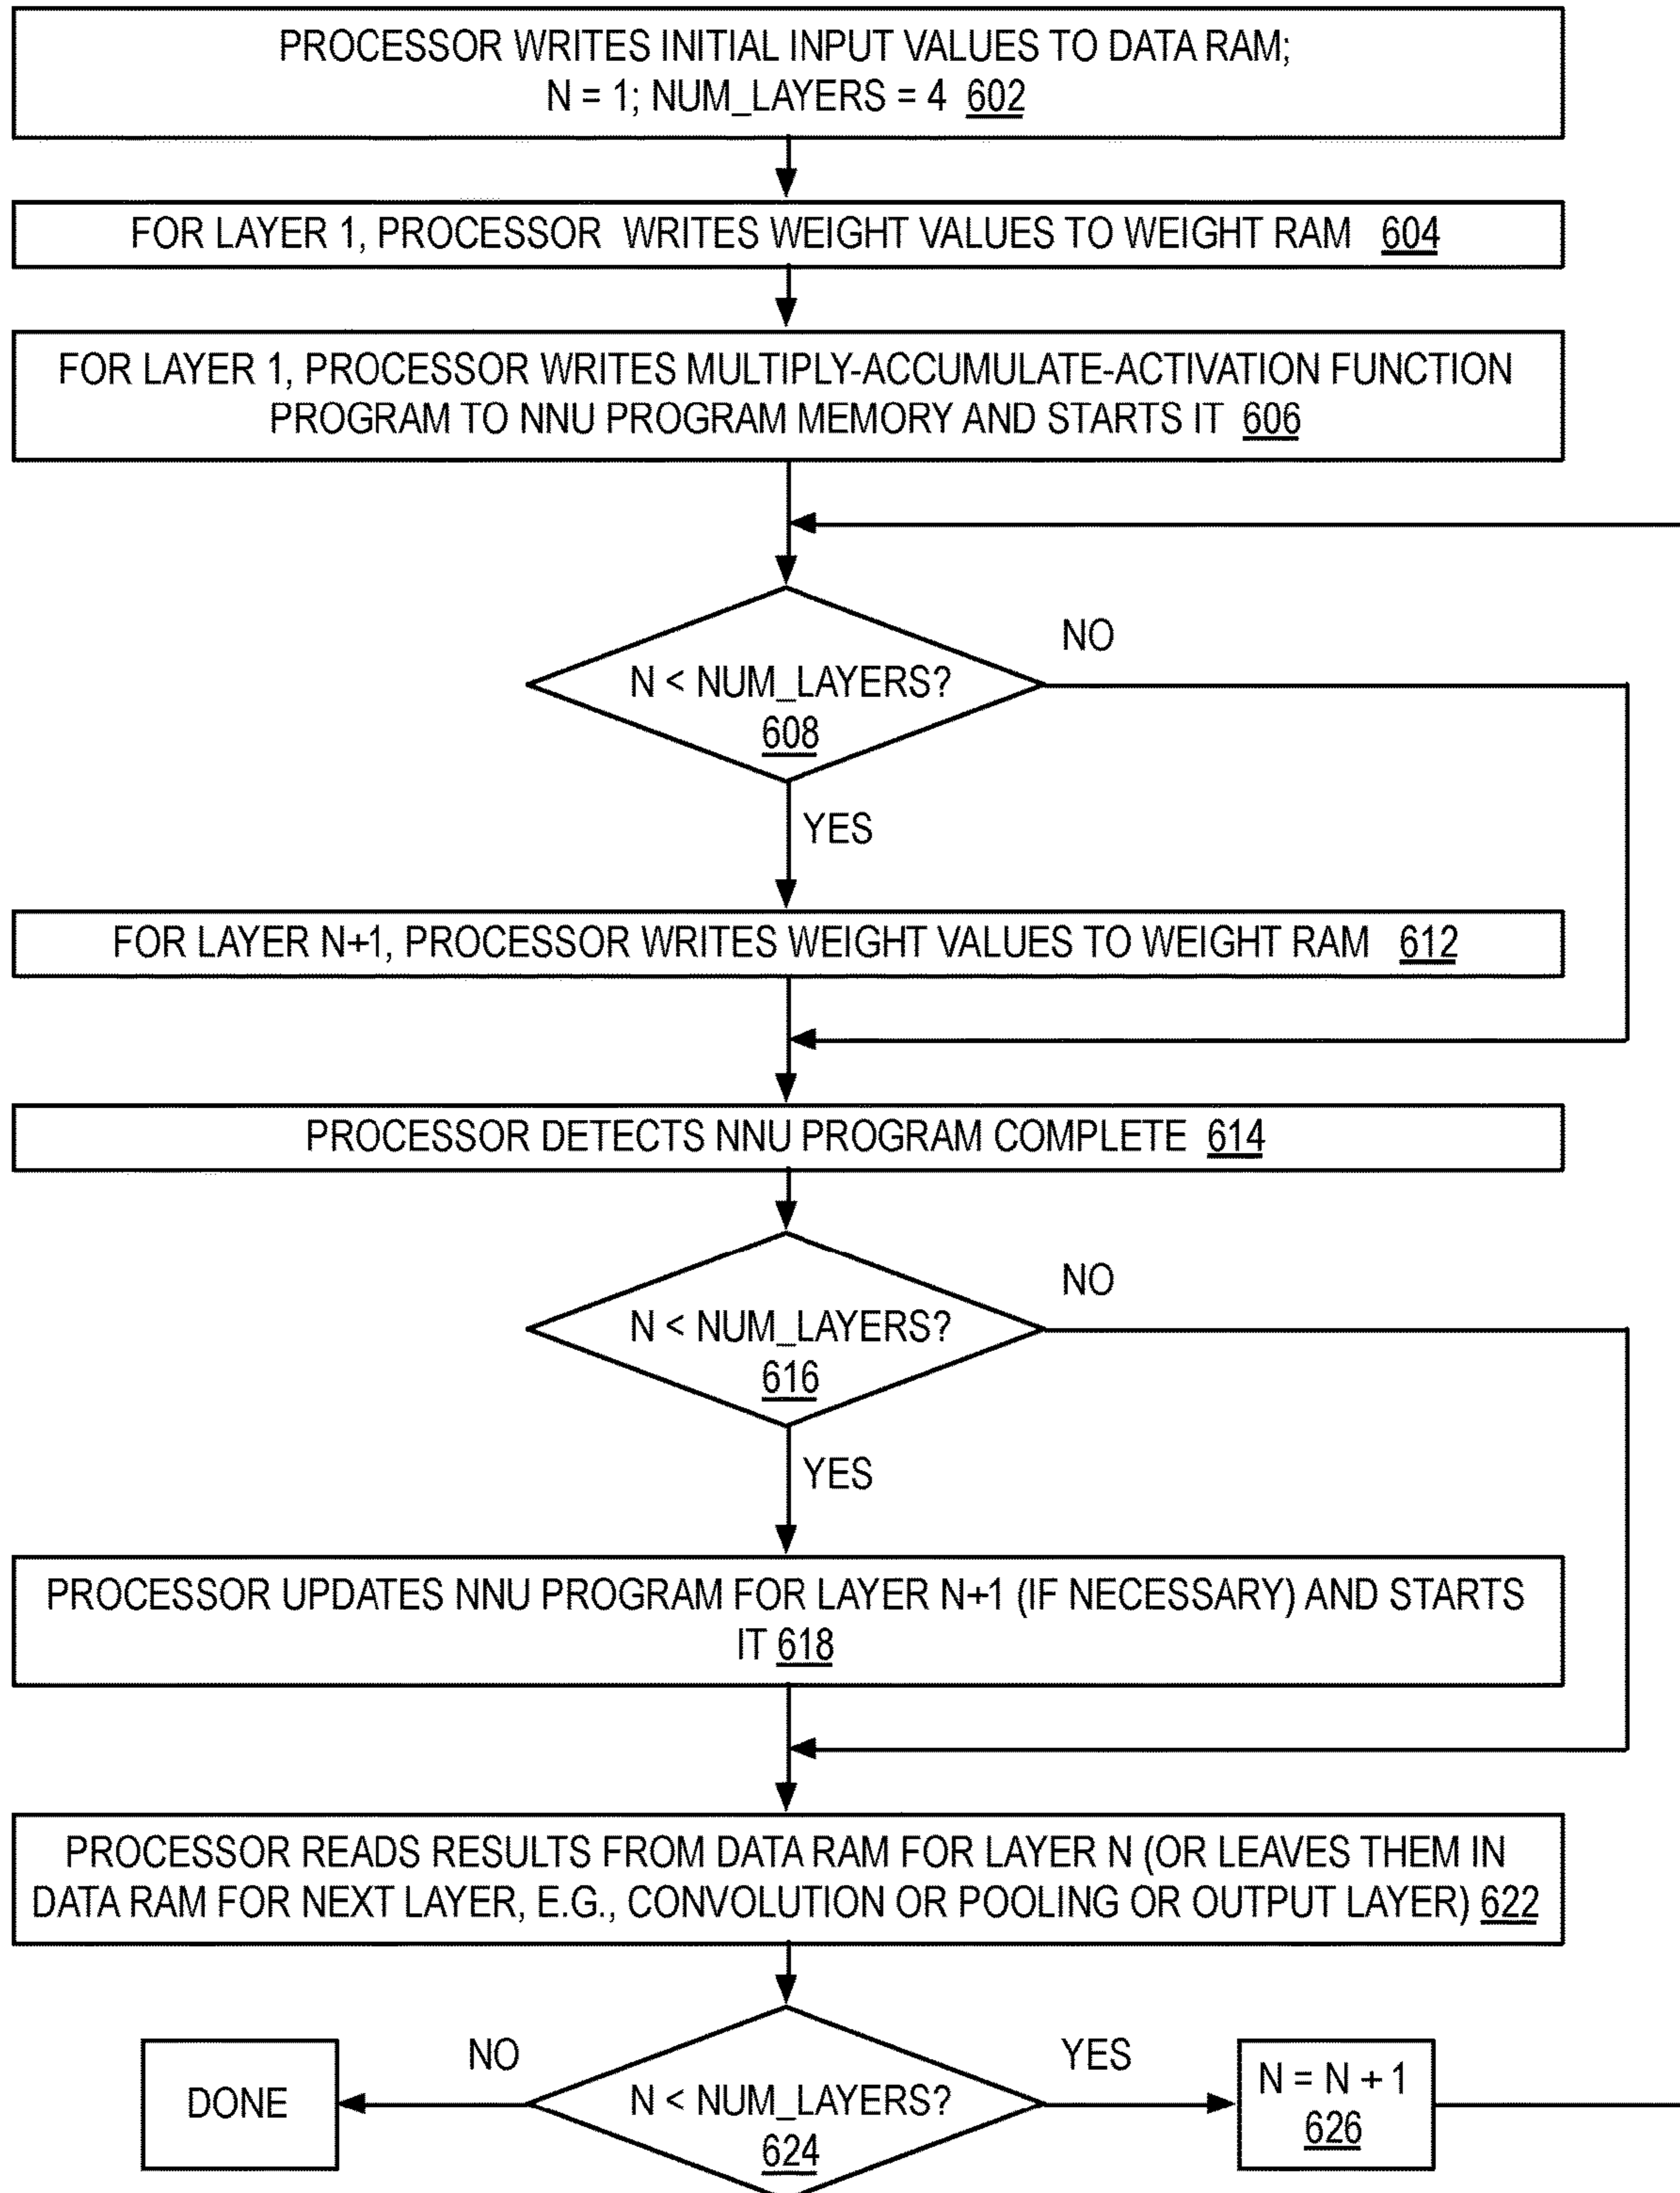 PROCESSOR WRITES INITIAL INPUT VALUES TO DATA RAM;
N = 1; NUM_LAYERS = 4 602
FOR LAYER 1, PROCESSOR WRITES WEIGHT VALUES TO WEIGHT RAM 604
FOR LAYER 1, PROCESSOR WRITES MULTIPLY-ACCUMULATE-ACTIVATION FUNCTION
PROGRAM TO NNU PROGRAM MEMORY AND STARTS IT 606
NO
N < NUM_LAYERS?
608
YES
FOR LAYER N+1, PROCESSOR WRITES WEIGHT VALUES TO WEIGHT RAM 612
PROCESSOR DETECTS NNU PROGRAM COMPLETE 614
NO
N < NUM_LAYERS?
616
YES
PROCESSOR UPDATES NNU PROGRAM FOR LAYER N+1 (IF NECESSARY) AND STARTS
IT 618
PROCESSOR READS RESULTS FROM DATA RAM FOR LAYER N (OR LEAVES THEM IN
DATA RAM FOR NEXT LAYER, E.G., CONVOLUTION OR POOLING OR OUTPUT LAYER) 622
NO
YES
DONE
N < NUM_LAYERS?
624
N = N + 1
626